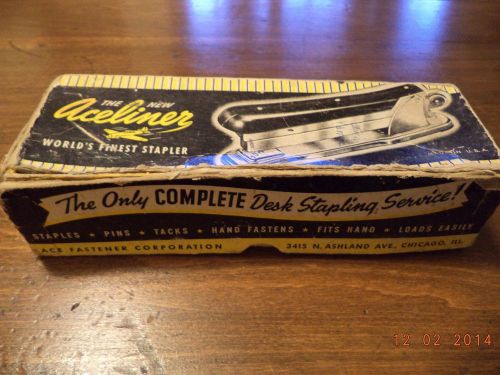 THE NEW
Aceliner
WORLD'S FINEST STAPLER
U.S.A.
The Only COMPLETE Desk Stapling Service!
STAPLES ★ PINS ★ TACKS ★ HAND FASTENS ★ FITS HAND ★ LOADS EASILY
ACE FASTENER CORPORATION 3415 N. ASHLAND AVE., CHICAGO, ILL.
12 02 2014